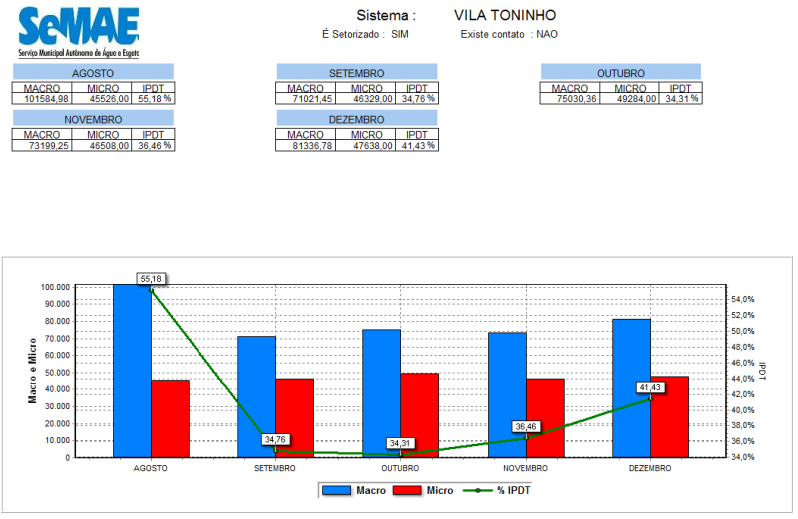 SeMAE
Serviço Municipal Autônomo de Água e Esgoto
Sistema : VILA TONINHO
É Setorizado : SIM Existe contato : NAO
AGOSTO SETEMBRO OUTUBRO
MACRO MICRO IPDT MACRO MICRO IPDT MACRO MICRO IPDT
101584,98 45526,00 55,18 % 71021,45 46329,00 34,76 % 75030,36 49284,00 34,31 %
NOVEMBRO DEZEMBRO
MACRO MICRO IPDT MACRO MICRO IPDT
73199,25 46508,00 36,46 % 81336,78 47638,00 41,43 %
Macro e Micro
100.000
90.000
80.000
70.000
60.000
50.000
40.000
30.000
20.000
10.000
0
55,18
34,76
34,31
36,46
41,43
54,0%
52,0%
50,0%
48,0%
46,0%
44,0%
42,0%
40,0%
38,0%
36,0%
34,0%
IPDT
AGOSTO SETEMBRO OUTUBRO NOVEMBRO DEZEMBRO
Macro Micro % IPDT